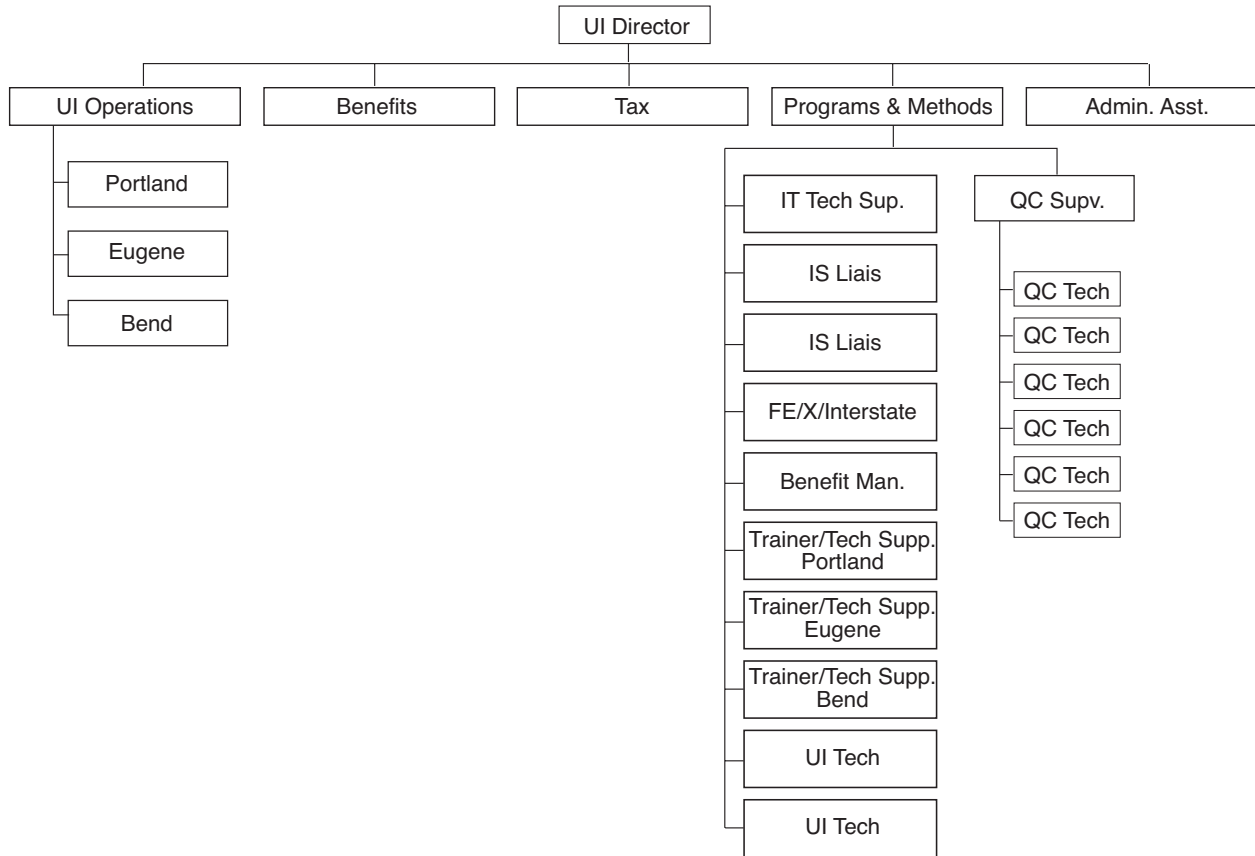 UI Director
UI Operations
Benefits
Tax
Programs & Methods
Admin. Asst.
Portland
Eugene
Bend
IT Tech Sup.
IS Liais
IS Liais
FE/X/Interstate
Benefit Man.
Trainer/Tech Supp.
Portland
Trainer/Tech Supp.
Eugene
Trainer/Tech Supp.
Bend
UI Tech
UI Tech
QC Supv.
QC Tech
QC Tech
QC Tech
QC Tech
QC Tech
QC Tech